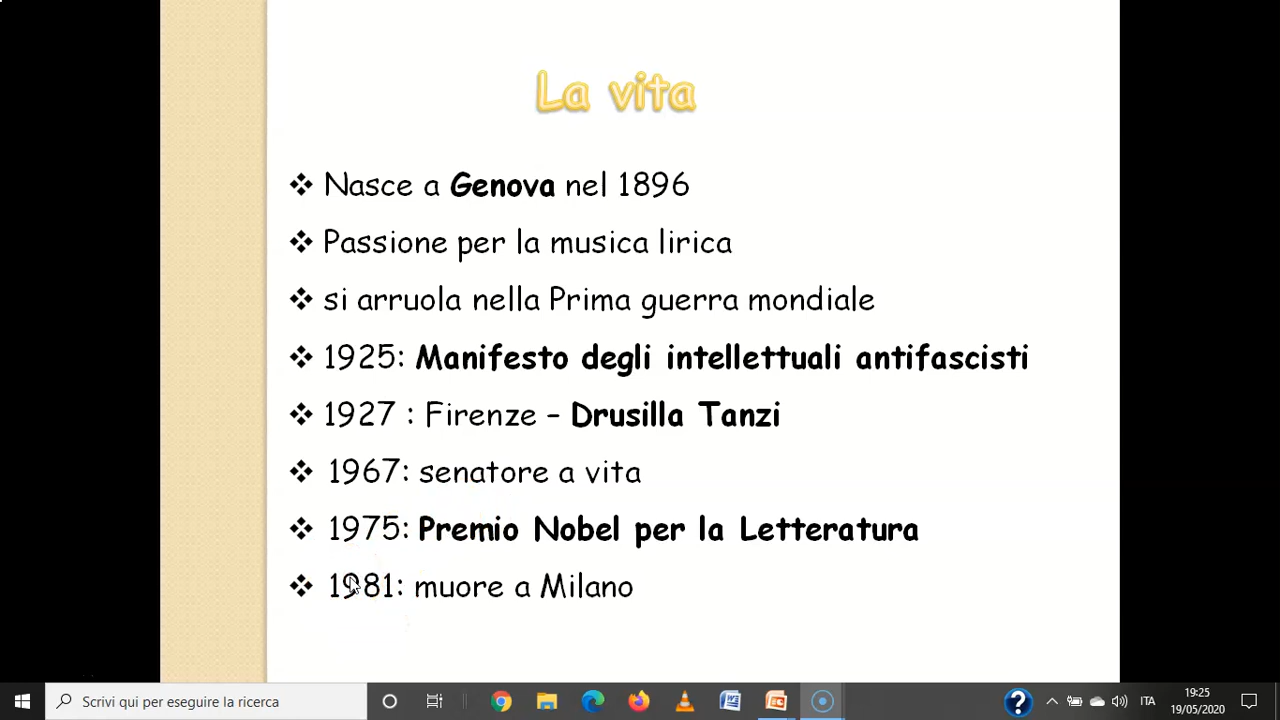 La vita
❖ Nasce a Genova nel 1896
❖ Passione per la musica lirica
❖ si arruola nella Prima guerra mondiale
❖ 1925: Manifesto degli intellettuali antifascisti
❖ 1927 : Firenze – Drusilla Tanzi
❖ 1967: senatore a vita
❖ 1975: Premio Nobel per la Letteratura
❖ 1981: muore a Milano
Scrivi qui per eseguire la ricerca
ITA
19:25
19/05/2020